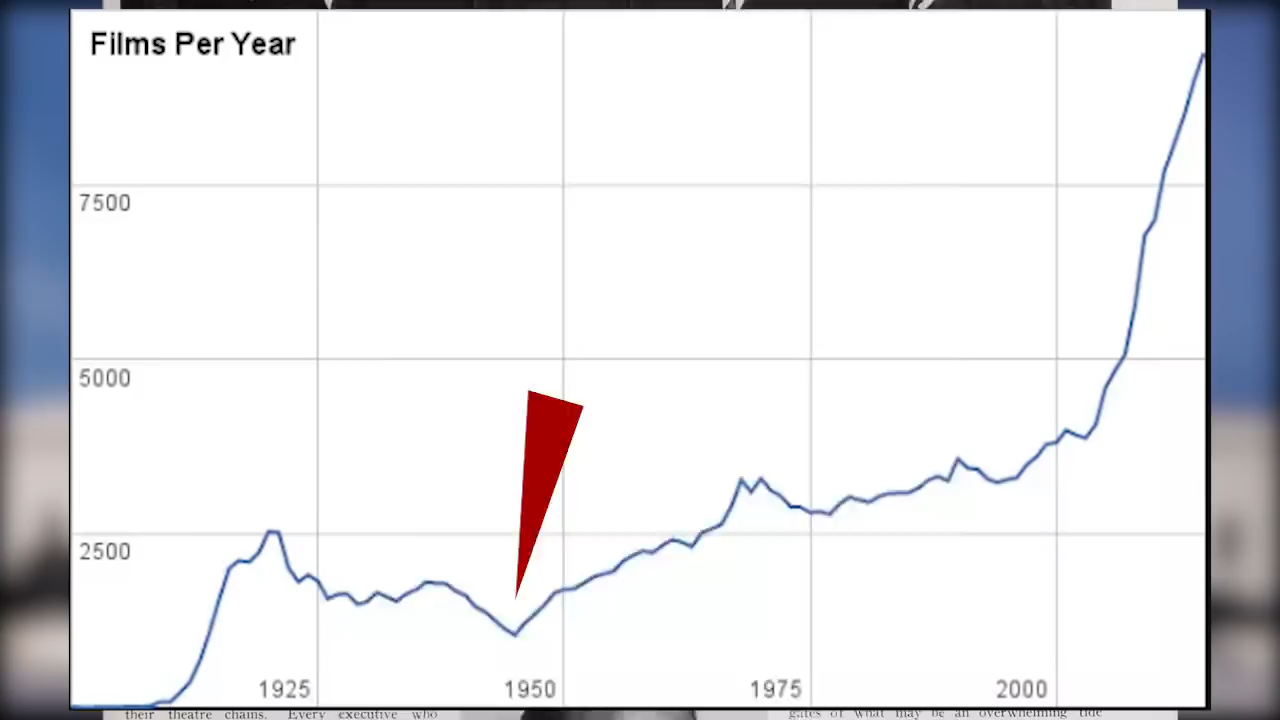 Films Per Year
7500
5000
2500
1925 1950 1975 2000
their theatre chains. Every executive who
gates of what may be an overwhelming tide